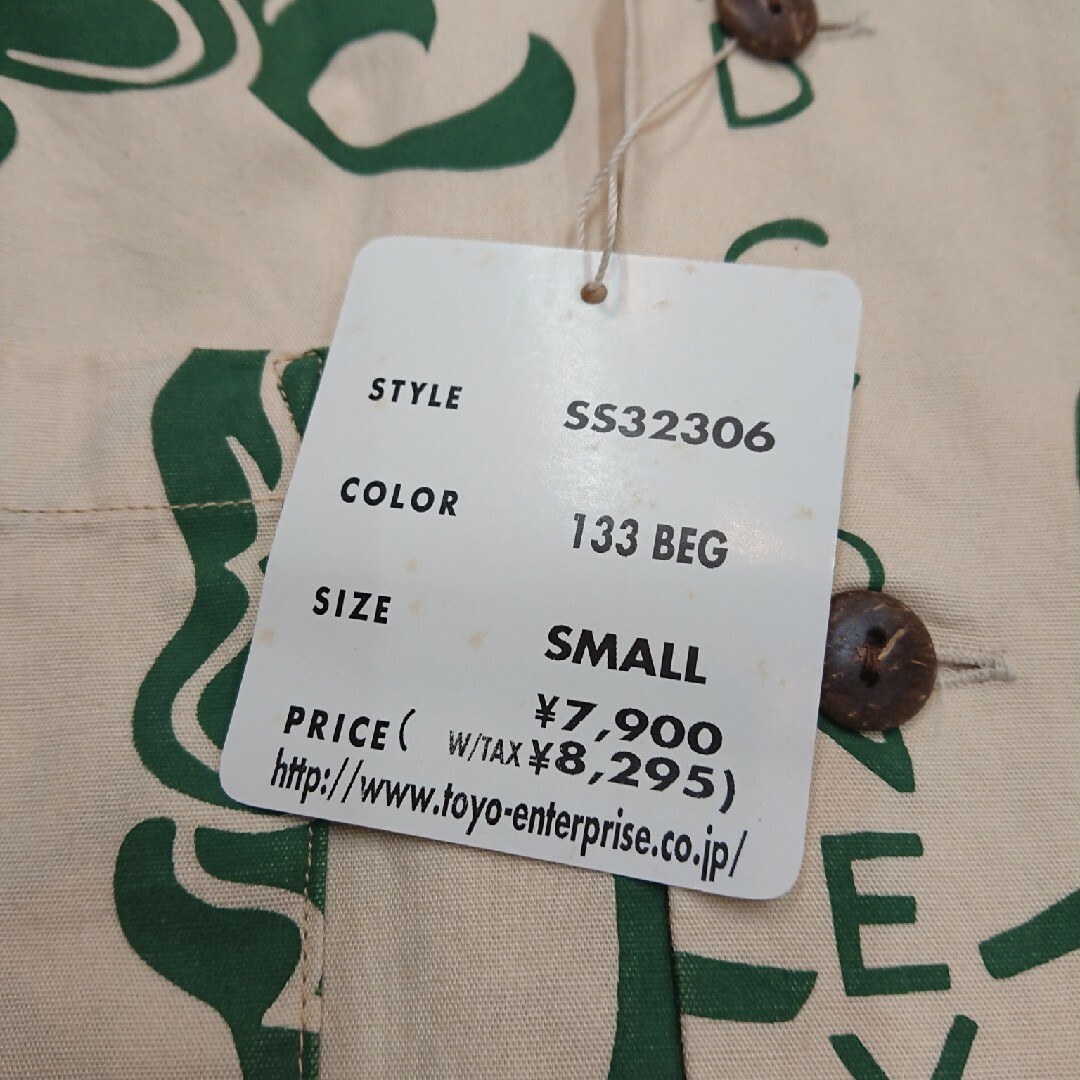 STYLE SS32306
COLOR 133 BEG
SIZE SMALL
¥7,900
PRICE( W/TAX ¥8,295)
http://www.toyo-enterprise.co.jp/
E